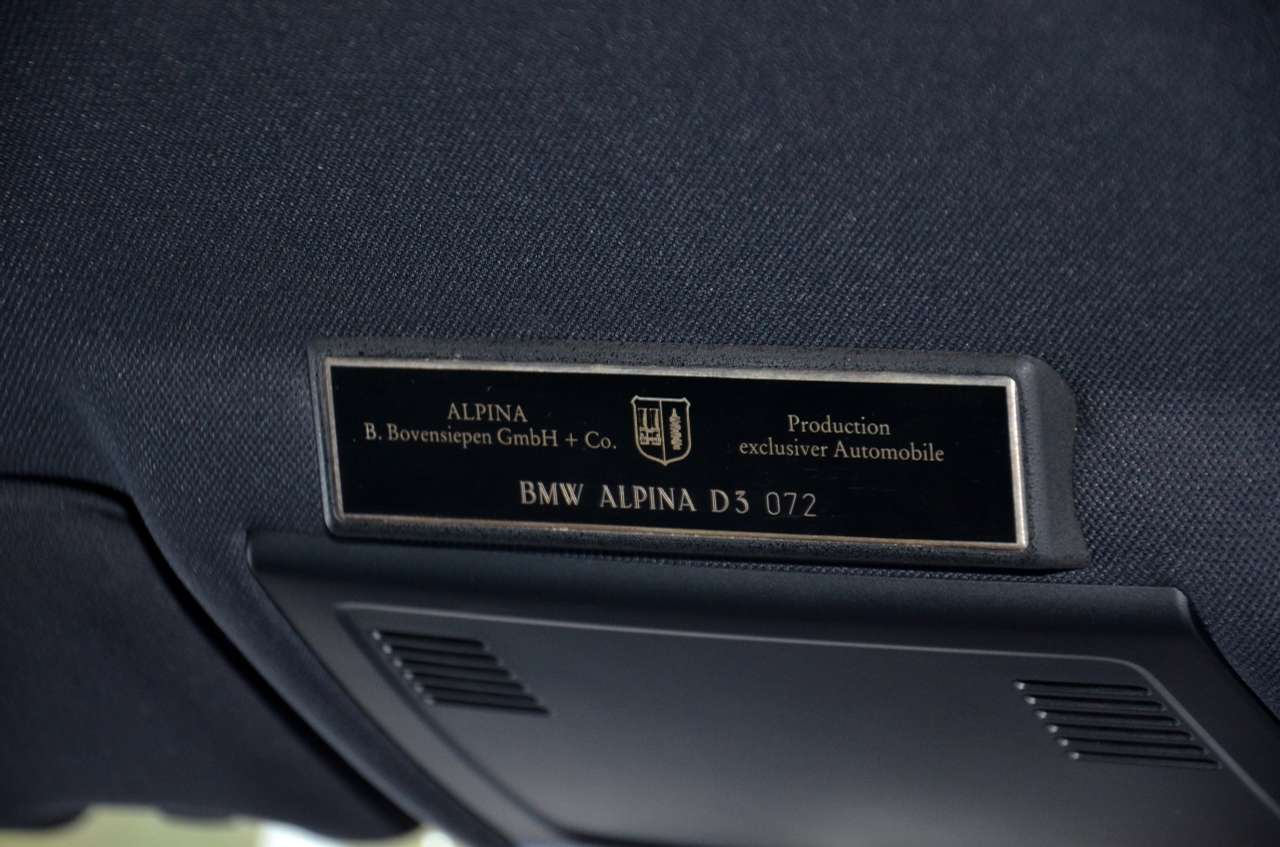 ALPINA
B. Bovensiepen GmbH + Co.
Production
exclusiver Automobile
BMW ALPINA D3 072